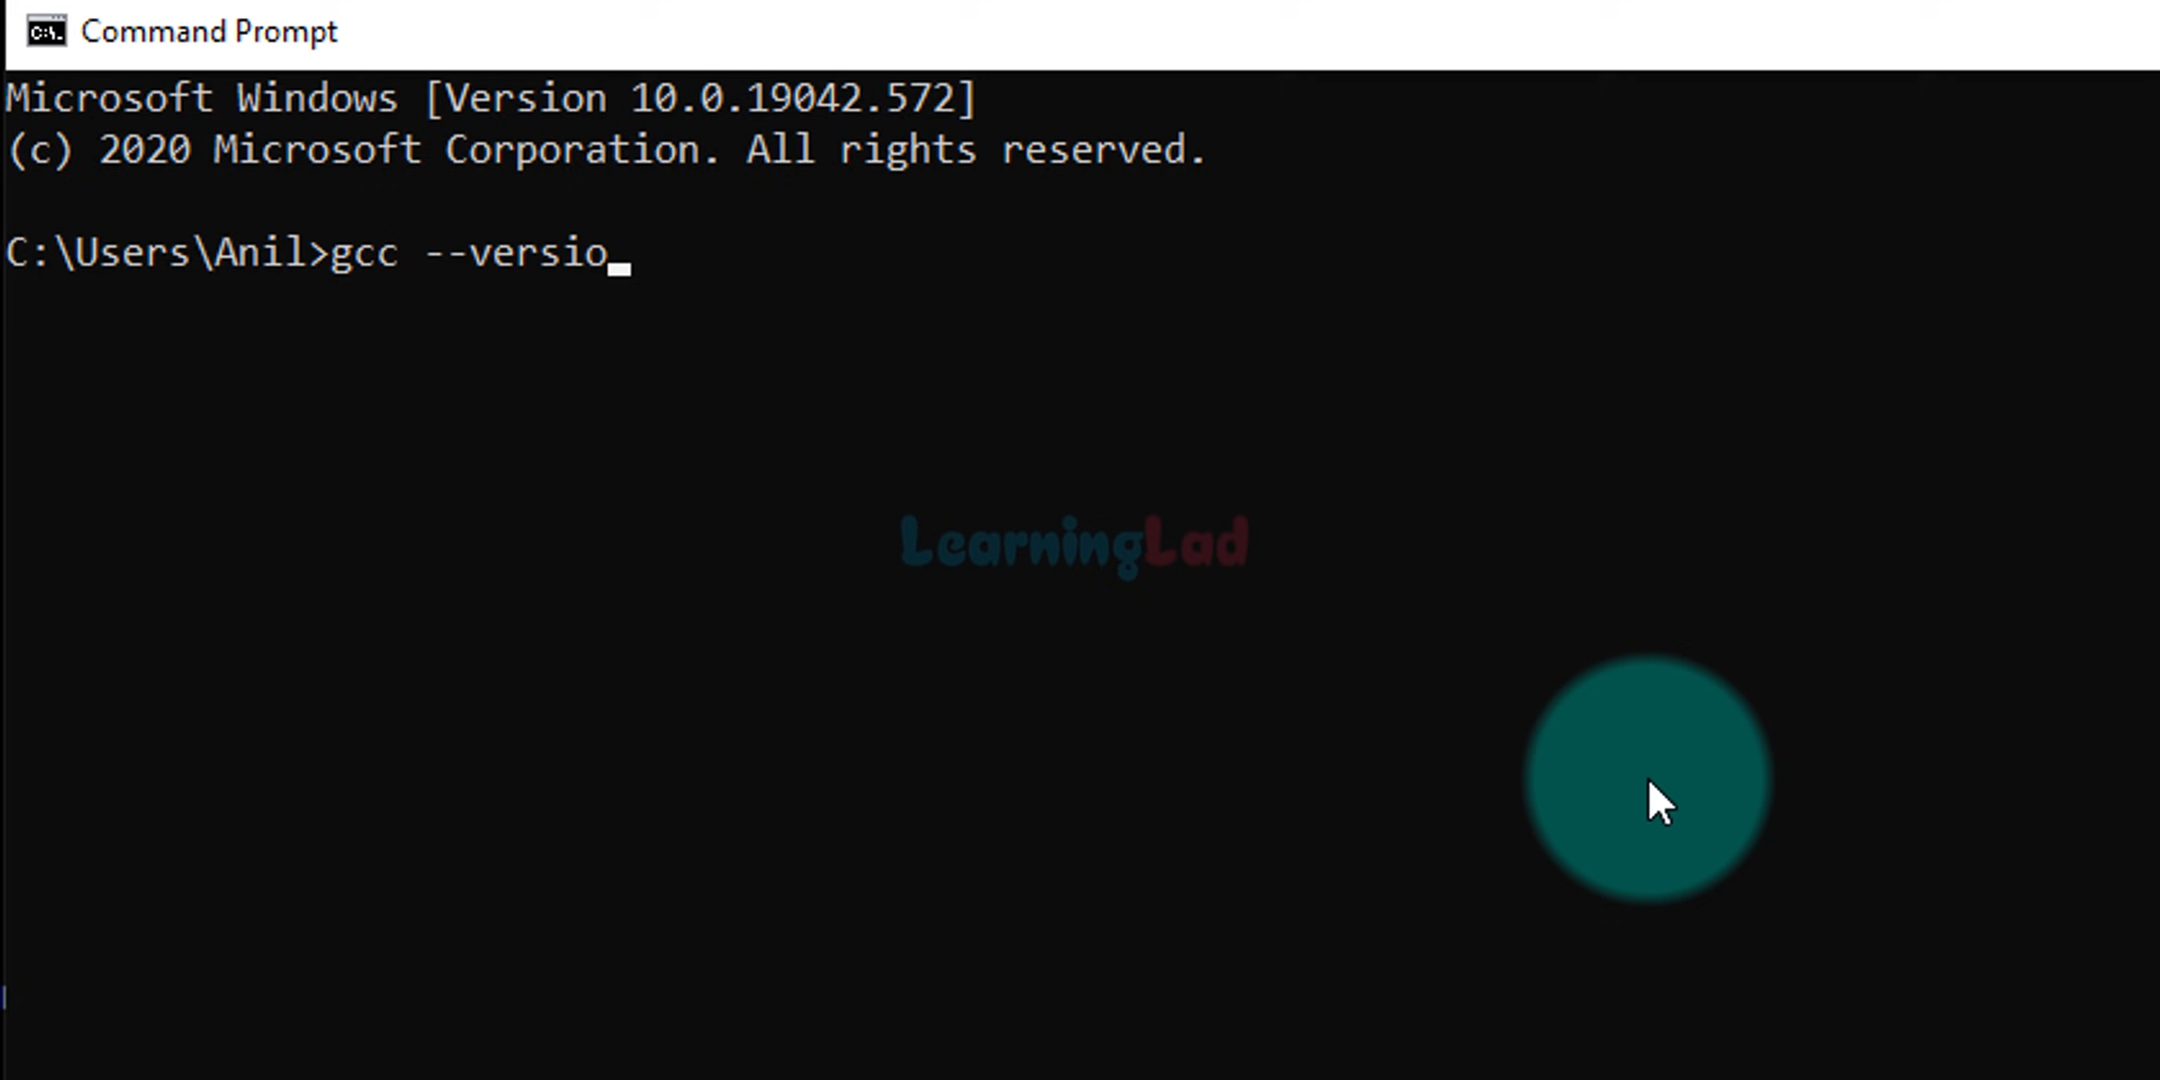 Command Prompt
Microsoft Windows [Version 10.0.19042.572]
(c) 2020 Microsoft Corporation. All rights reserved.
C:\Users\Anil>gcc --versio
LearningLad